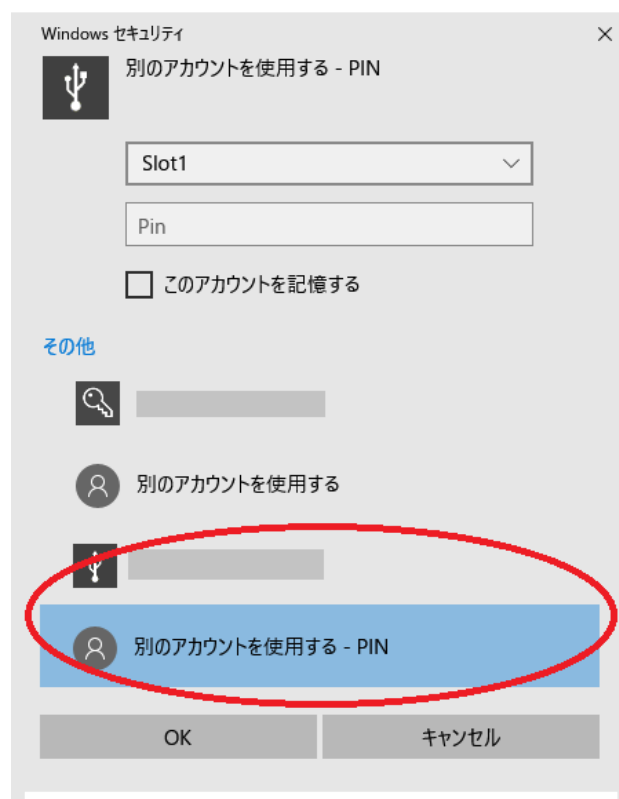 Windows セキュリティ
別のアカウントを使用する - PIN
Slot1
Pin
このアカウントを記憶する
その他
別のアカウントを使用する
別のアカウントを使用する - PIN
OK
キャンセル